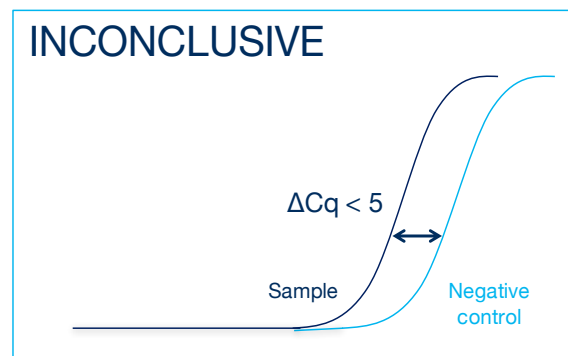 INCONCLUSIVE
ΔCq < 5
Sample
Negative
control